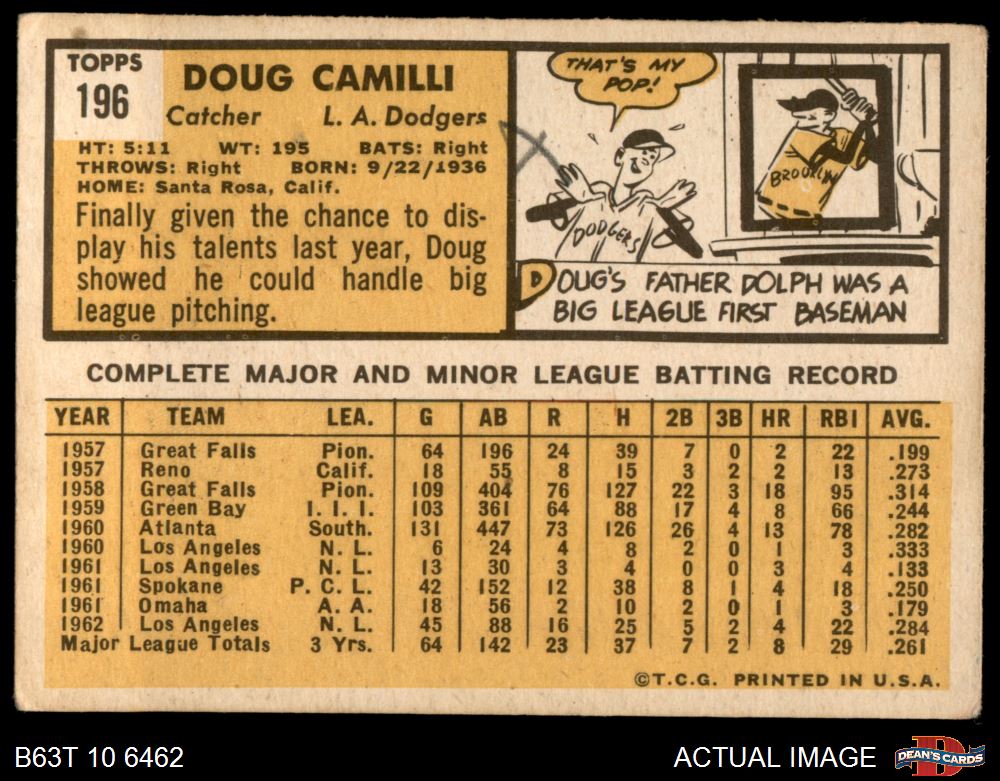 TOPPS
196
DOUG CAMILLI
Catcher L. A. Dodgers
HT: 5:11 WT: 195 BATS: Right
THROWS: Right BORN: 9/22/1936
HOME: Santa Rosa, Calif.
Finally given the chance to dis-
play his talents last year, Doug
showed he could handle big
league pitching.
THAT'S MY
POP!
BROOKLYN
DODGERS
DOUG'S FATHER DOLPH WAS A
BIG LEAGUE FIRST BASEMAN
COMPLETE MAJOR AND MINOR LEAGUE BATTING RECORD
YEAR TEAM LEA. G AB R H 2B 3B HR RBI AVG.
1957 Great Falls Pion. 64 196 24 39 7 0 2 22 .199
1957 Reno Calif. 18 55 8 15 3 2 2 13 .273
1958 Great Falls Pion. 109 404 76 127 22 3 18 95 .314
1959 Green Bay I. I. I. 103 361 64 88 17 4 8 66 .244
1960 Atlanta South. 131 447 73 126 26 4 13 78 .282
1960 Los Angeles N. L. 6 24 4 8 2 0 1 3 .333
1961 Los Angeles N. L. 13 30 3 4 0 0 3 4 .133
1961 Spokane P. C. L. 42 152 12 38 8 1 4 18 .250
1961 Omaha A. A. 18 56 2 10 2 0 1 3 .179
1962 Los Angeles N. L. 45 88 16 25 5 2 4 22 .284
Major League Totals 3 Yrs. 64 142 23 37 7 2 8 29 .261
©T.C.G. PRINTED IN U.S.A.
B63T 10 6462
ACTUAL IMAGE
D
DEAN'S CARDS